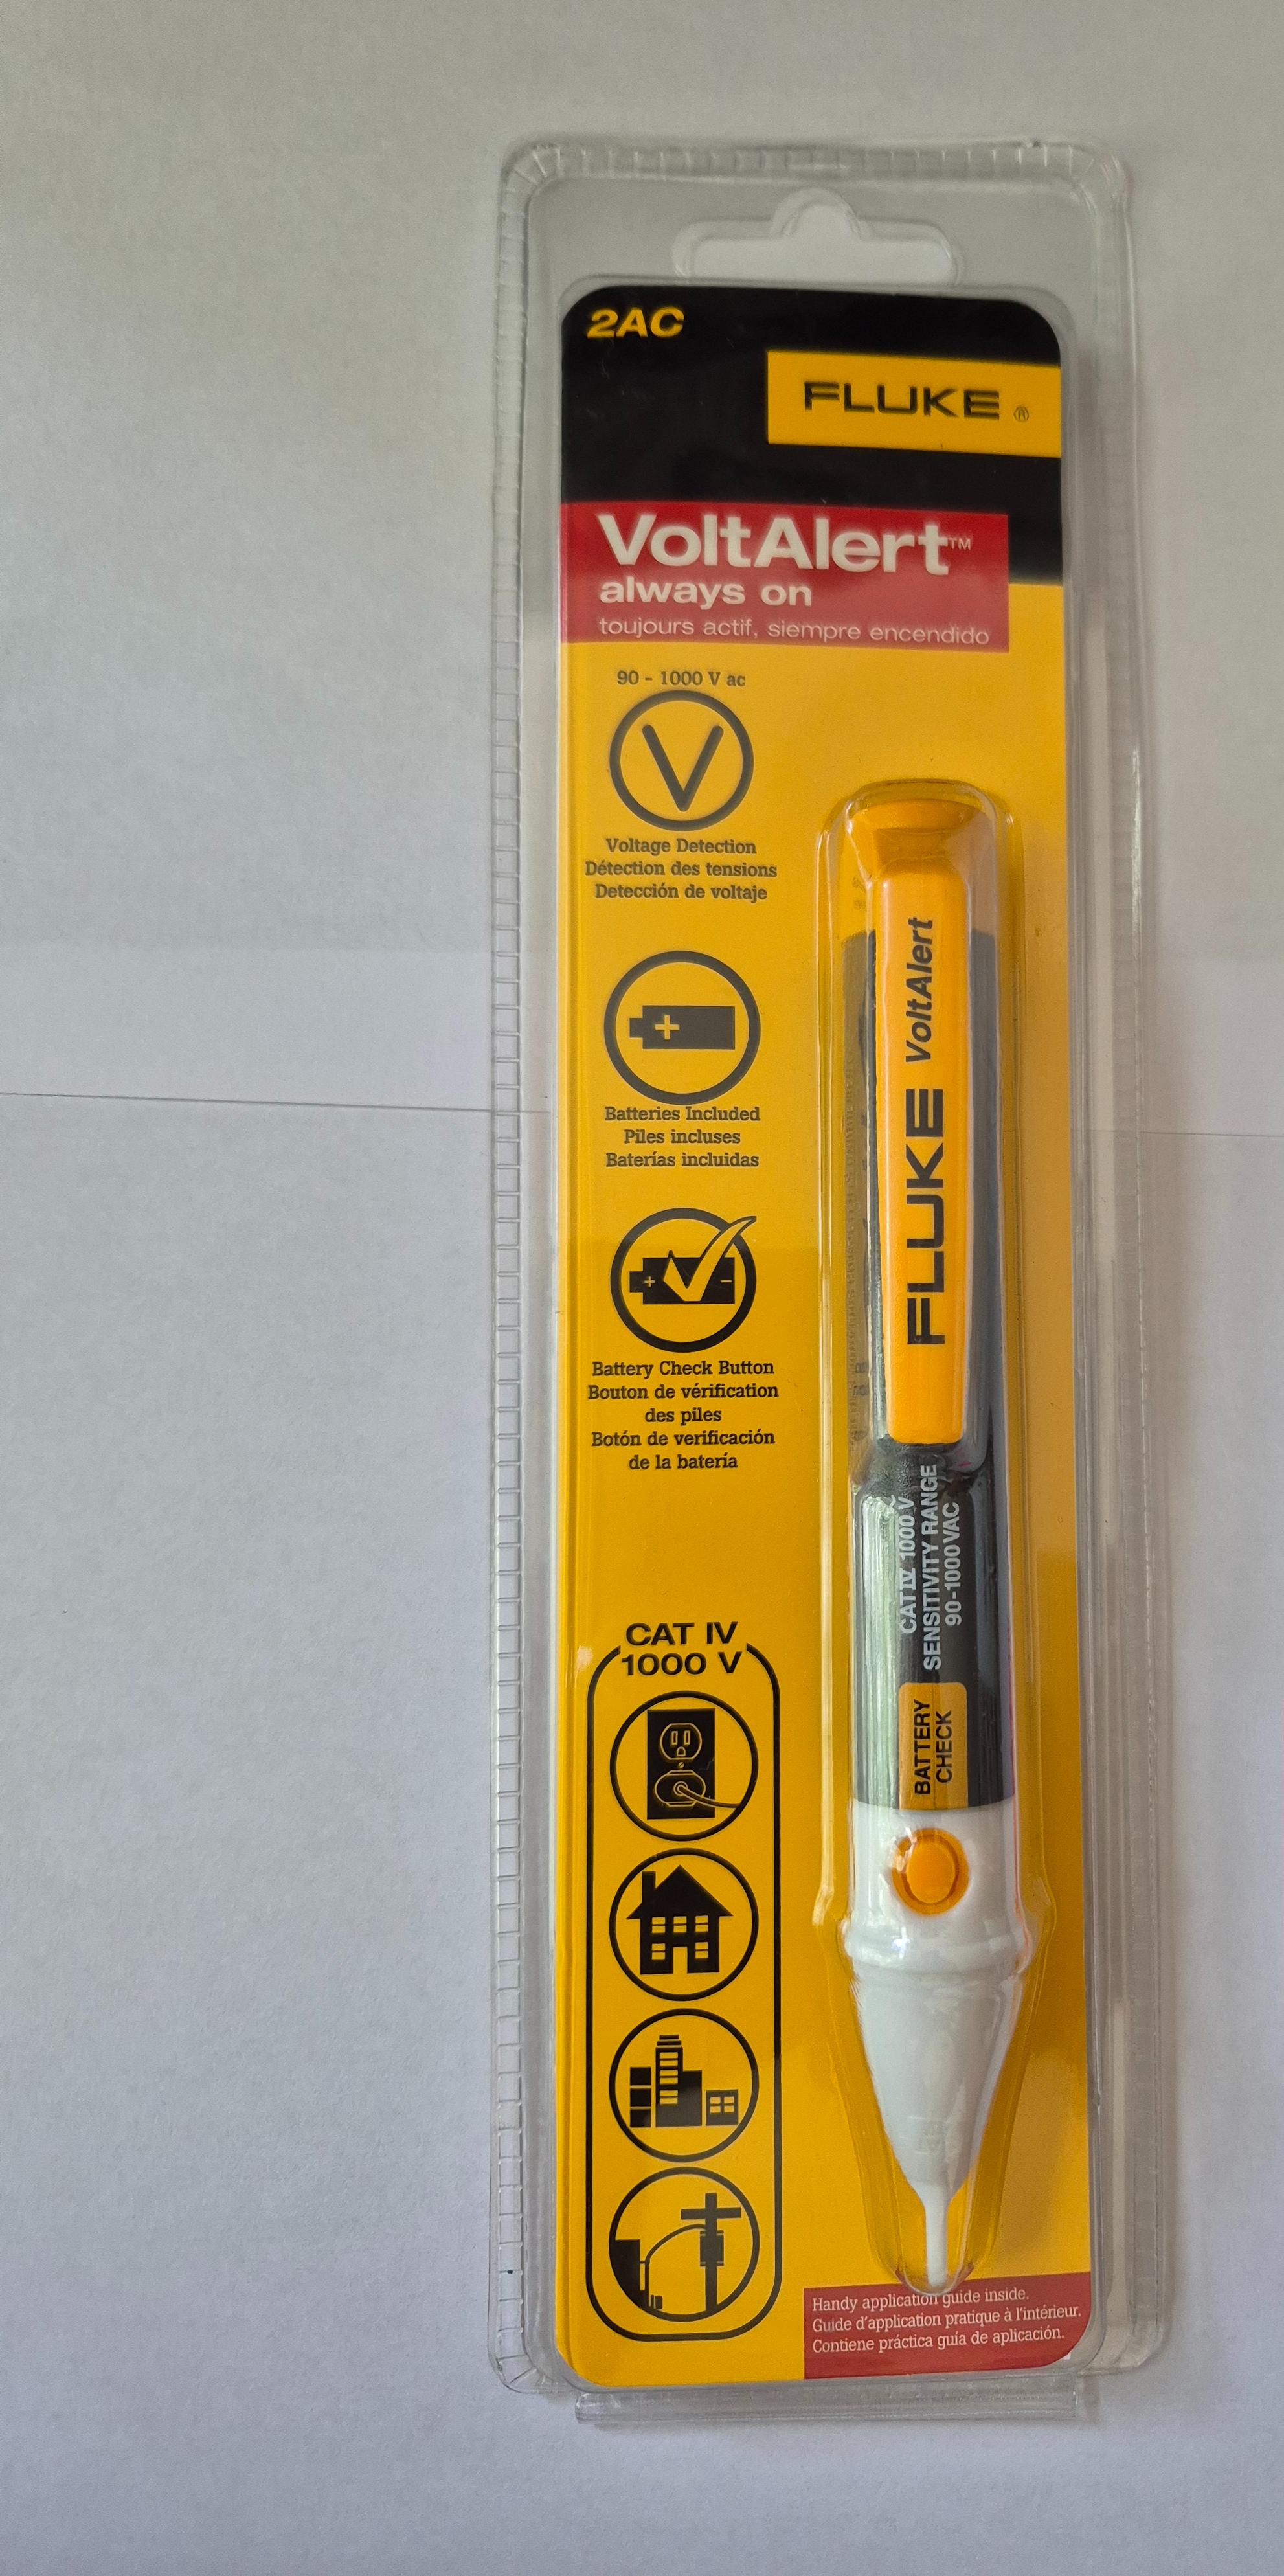 2AC
FLUKE ®
VoltAlert™
always on
toujours actif, siempre encendido
90 - 1000 V ac
V
Voltage Detection
Détection des tensions
Detección de voltaje
+
Batteries Included
Piles incluses
Baterías incluidas
+ -
Battery Check Button
Bouton de vérification
des piles
Botón de verificación
de la batería
CAT IV
1000 V
FLUKE VoltAlert
CAT IV 1000 V
SENSITIVITY RANGE
90-1000 VAC
BATTERY
CHECK
Handy application guide inside.
Guide d'application pratique à l'intérieur.
Contiene práctica guía de aplicación.